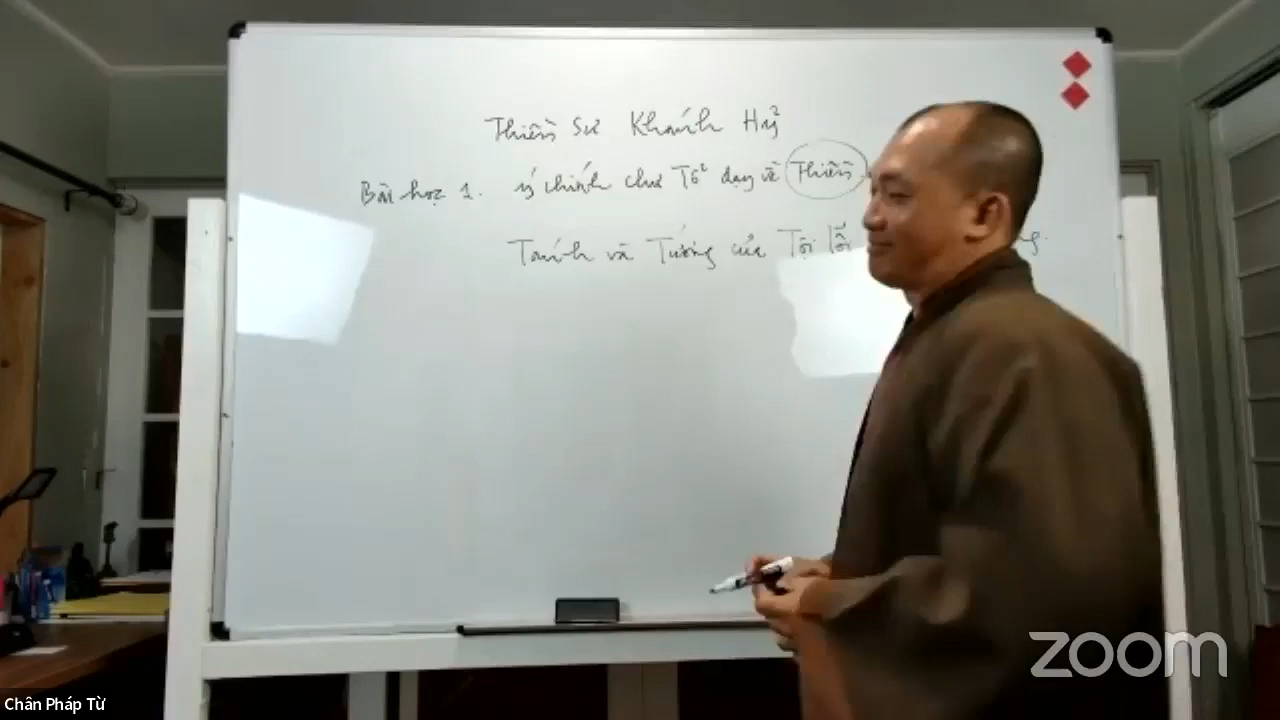 Thiền Sư Khánh Hỷ
Bài học 1. ý chính chư Tổ dạy về Thiền
Tánh và Tướng của Tội lỗi
zoom
Chân Pháp Từ